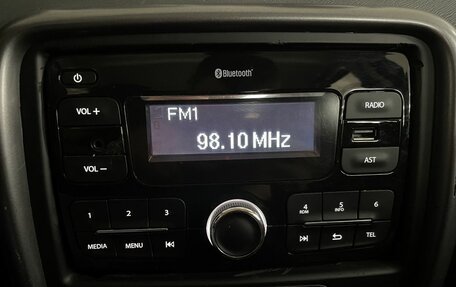 Bluetooth®
FM1
98.10 MHz
VOL +
VOL −
RADIO
AST
1 2 3
MEDIA MENU
4 ROM 5 INFO 6
TEL